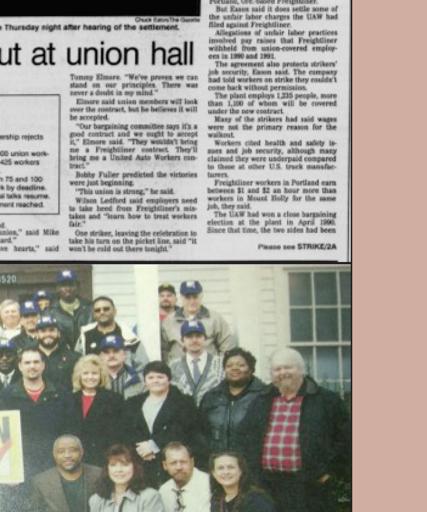 Chuck Eaton/The Gazette
Thursday night after hearing of the settlement.
ut at union hall
ership rejects
00 union work-
425 workers
n 75 and 100
k by deadline.
al talks resume.
ment reached.
d.
unions," said Mike
ard."
en hearts," said
Tommy Elmore. "We've proven we can
stand on our principles. There was
never a doubt in my mind."
Elmore said union members will look
over the contract, but he believes it will
be accepted.
"Our bargaining committee says it's a
good contract and we ought to accept
it," Elmore said. "They wouldn't bring
me a Freightliner contract. They'll
bring me a United Auto Workers con-
tract."
Bobby Fuller predicted the victories
were just beginning.
"This union is strong," he said.
Wilson Ledford said employers need
to take heed from Freightliner's mis-
takes and "learn how to treat workers
fair."
One striker, leaving the celebration to
take his turn on the picket line, said "it
won't be cold out there tonight."
Portland, Ore.-based Freightliner.
But Eason said it does settle some of
the unfair labor charges the UAW had
filed against Freightliner.
Allegations of unfair labor practices
involved pay raises that Freightliner
withheld from union-covered employ-
ees in 1990 and 1991.
The agreement also protects strikers'
job security, Eason said. The company
had told workers on strike they couldn't
come back without permission.
The plant employs 1,235 people, more
than 1,100 of whom will be covered
under the new contract.
Many of the strikers had said wages
were not the primary reason for the
walkout.
Workers cited health and safety is-
sues and job security, although many
claimed they were underpaid compared
to those at other U.S. truck manufac-
turers.
Freightliner workers in Portland earn
between $1 and $2 an hour more than
workers in Mount Holly for the same
job, they said.
The UAW had won a close bargaining
election at the plant in April 1990.
Since that time, the two sides had been
Please see STRIKE/2A
3520
N